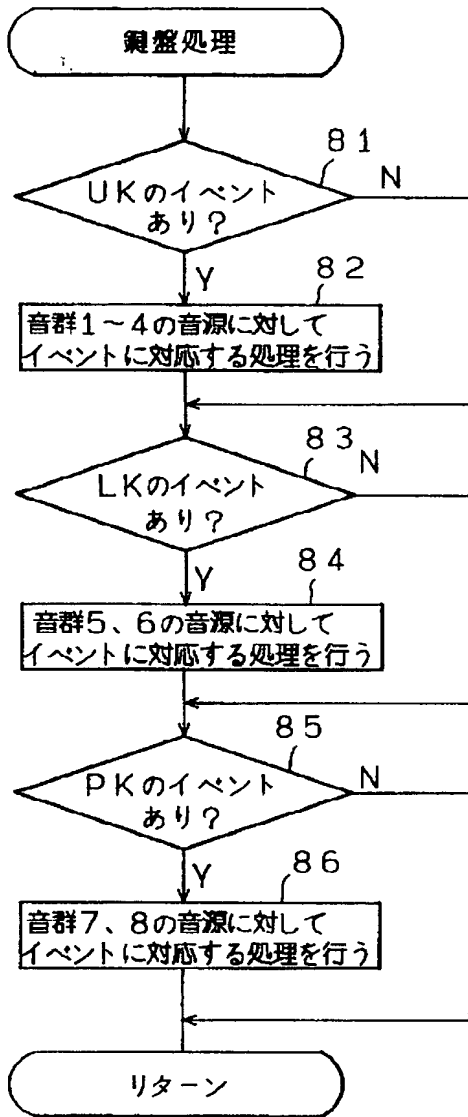 鍵盤処理
81
UKのイベント
あり?
N
Y
82
音群1~4の音源に対して
イベントに対応する処理を行う
83
LKのイベント
あり?
N
Y
84
音群5、6の音源に対して
イベントに対応する処理を行う
85
PKのイベント
あり?
N
Y
86
音群7、8の音源に対して
イベントに対応する処理を行う
リターン